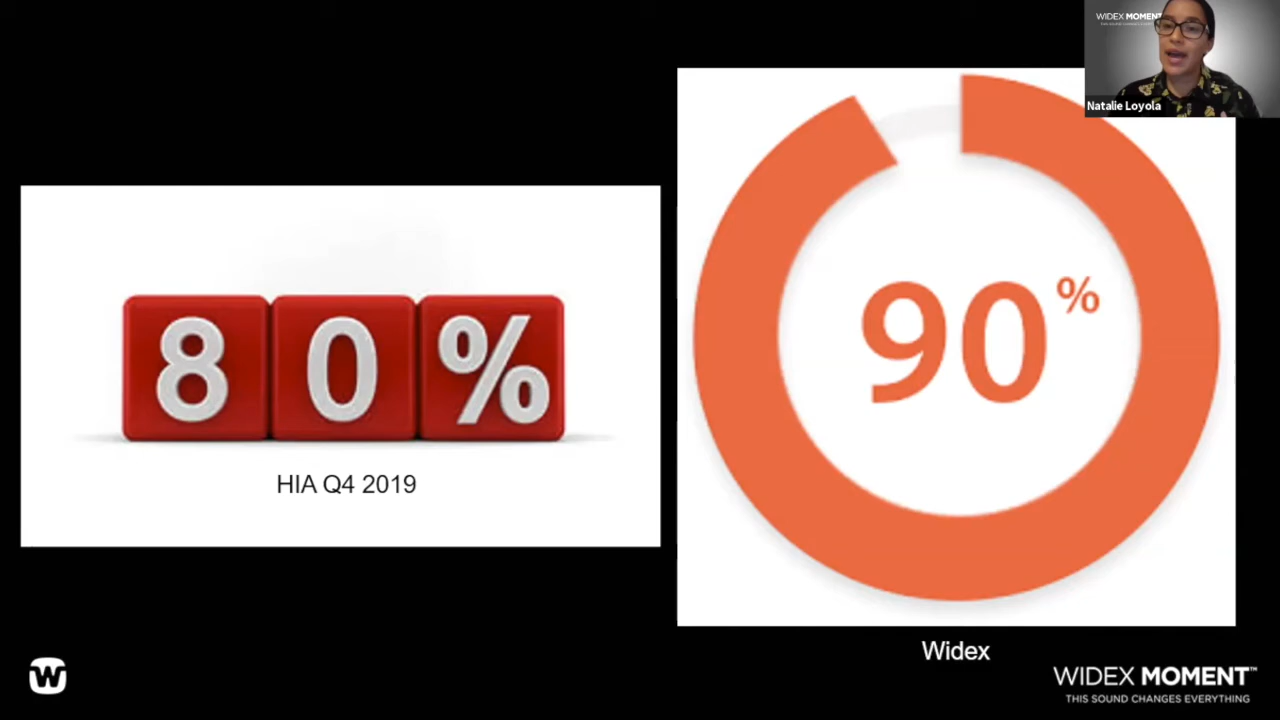 WIDEX MOMENT
Natalie Loyola
80%
HIA Q4 2019
90%
Widex
W
WIDEX MOMENT™
THIS SOUND CHANGES EVERYTHING